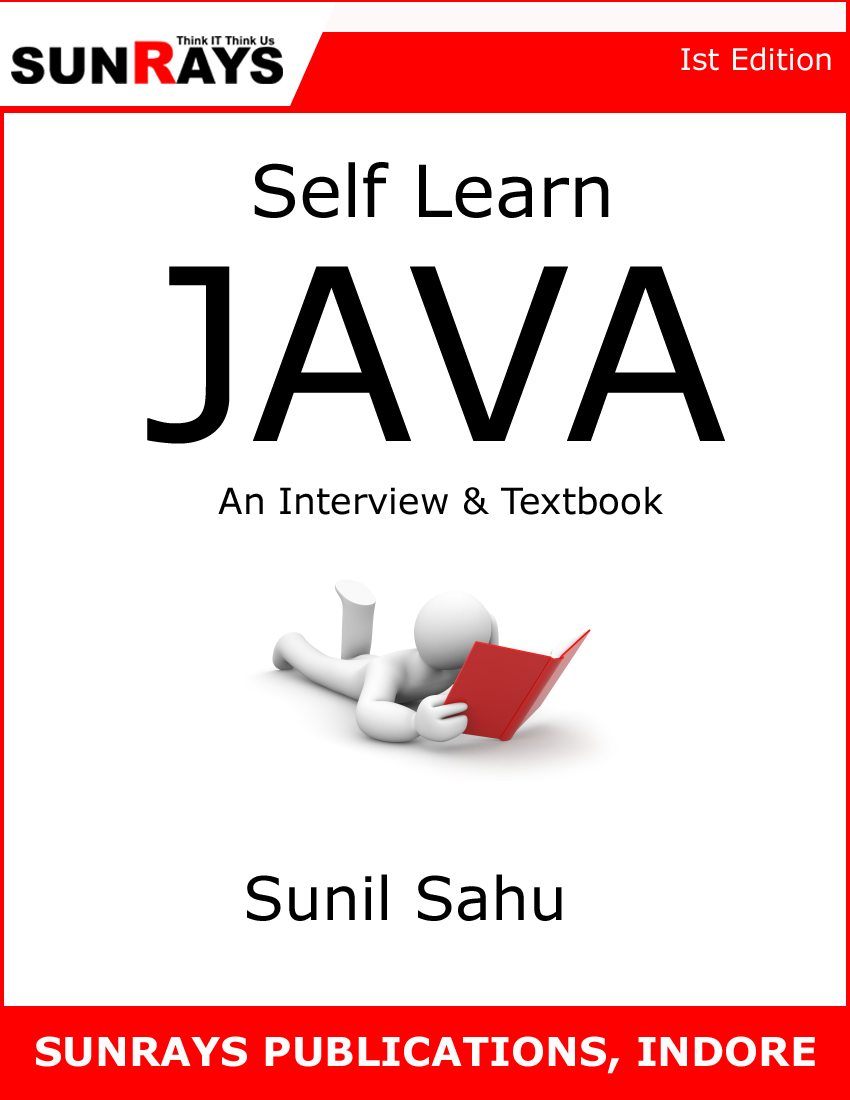 Think IT Think Us
SUNRAYS
Ist Edition
Self Learn
JAVA
An Interview & Textbook
Sunil Sahu
SUNRAYS PUBLICATIONS, INDORE